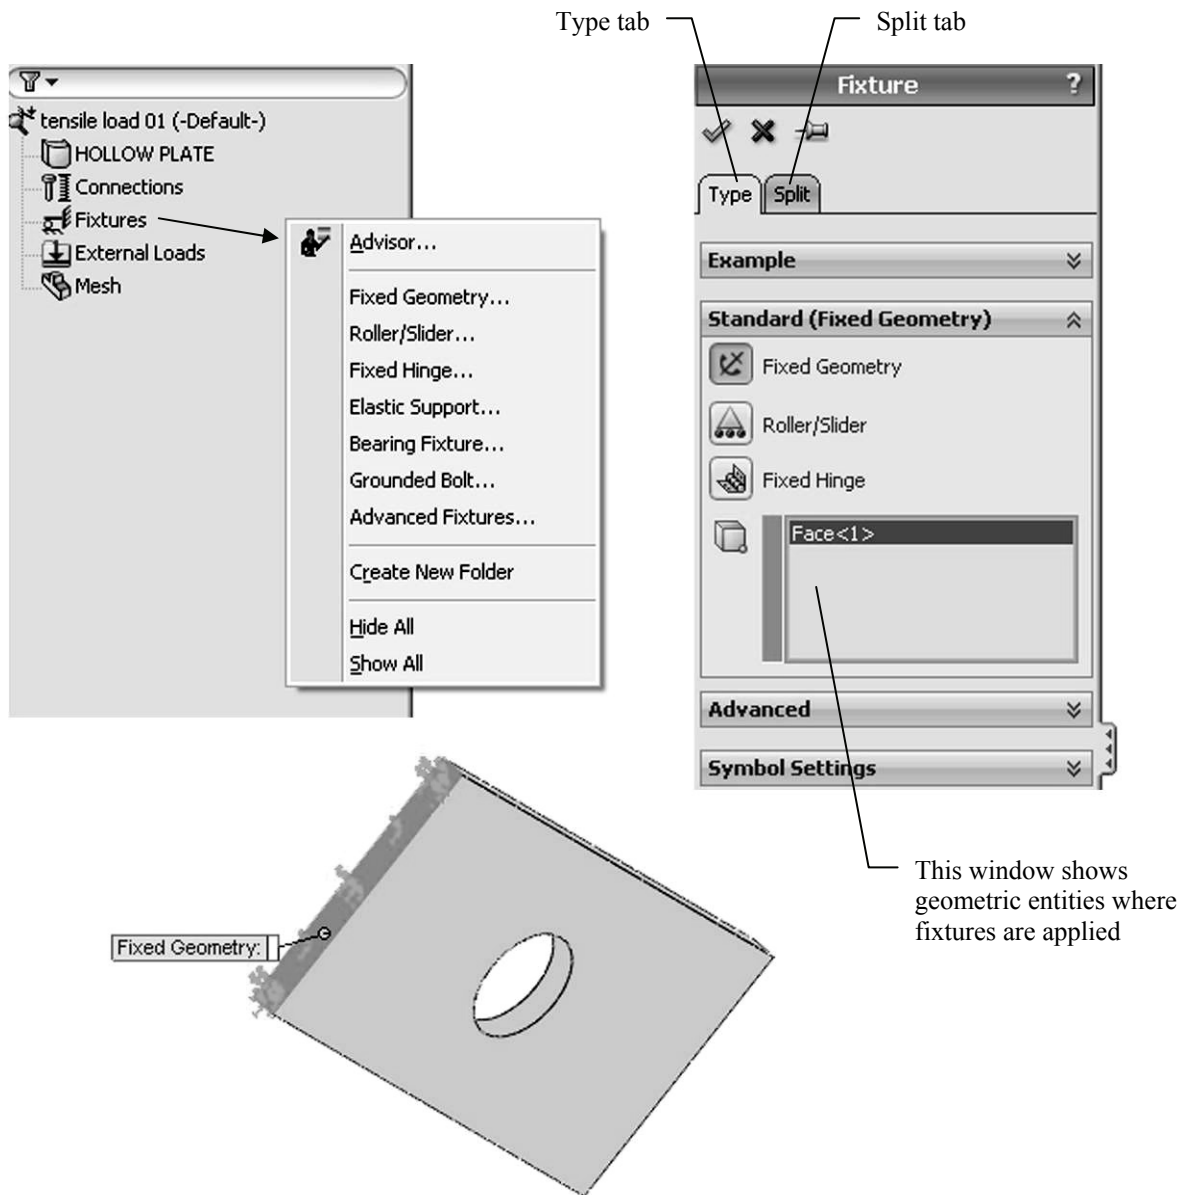 Type tab
Split tab
tensile load 01 (-Default-)
HOLLOW PLATE
Connections
Fixtures
External Loads
Mesh
Advisor...
Fixed Geometry...
Roller/Slider...
Fixed Hinge...
Elastic Support...
Bearing Fixture...
Grounded Bolt...
Advanced Fixtures...
Create New Folder
Hide All
Show All
Fixture ?
Type Split
Example
Standard (Fixed Geometry)
Fixed Geometry
Roller/Slider
Fixed Hinge
Face<1>
Advanced
Symbol Settings
This window shows
geometric entities where
fixtures are applied
Fixed Geometry: